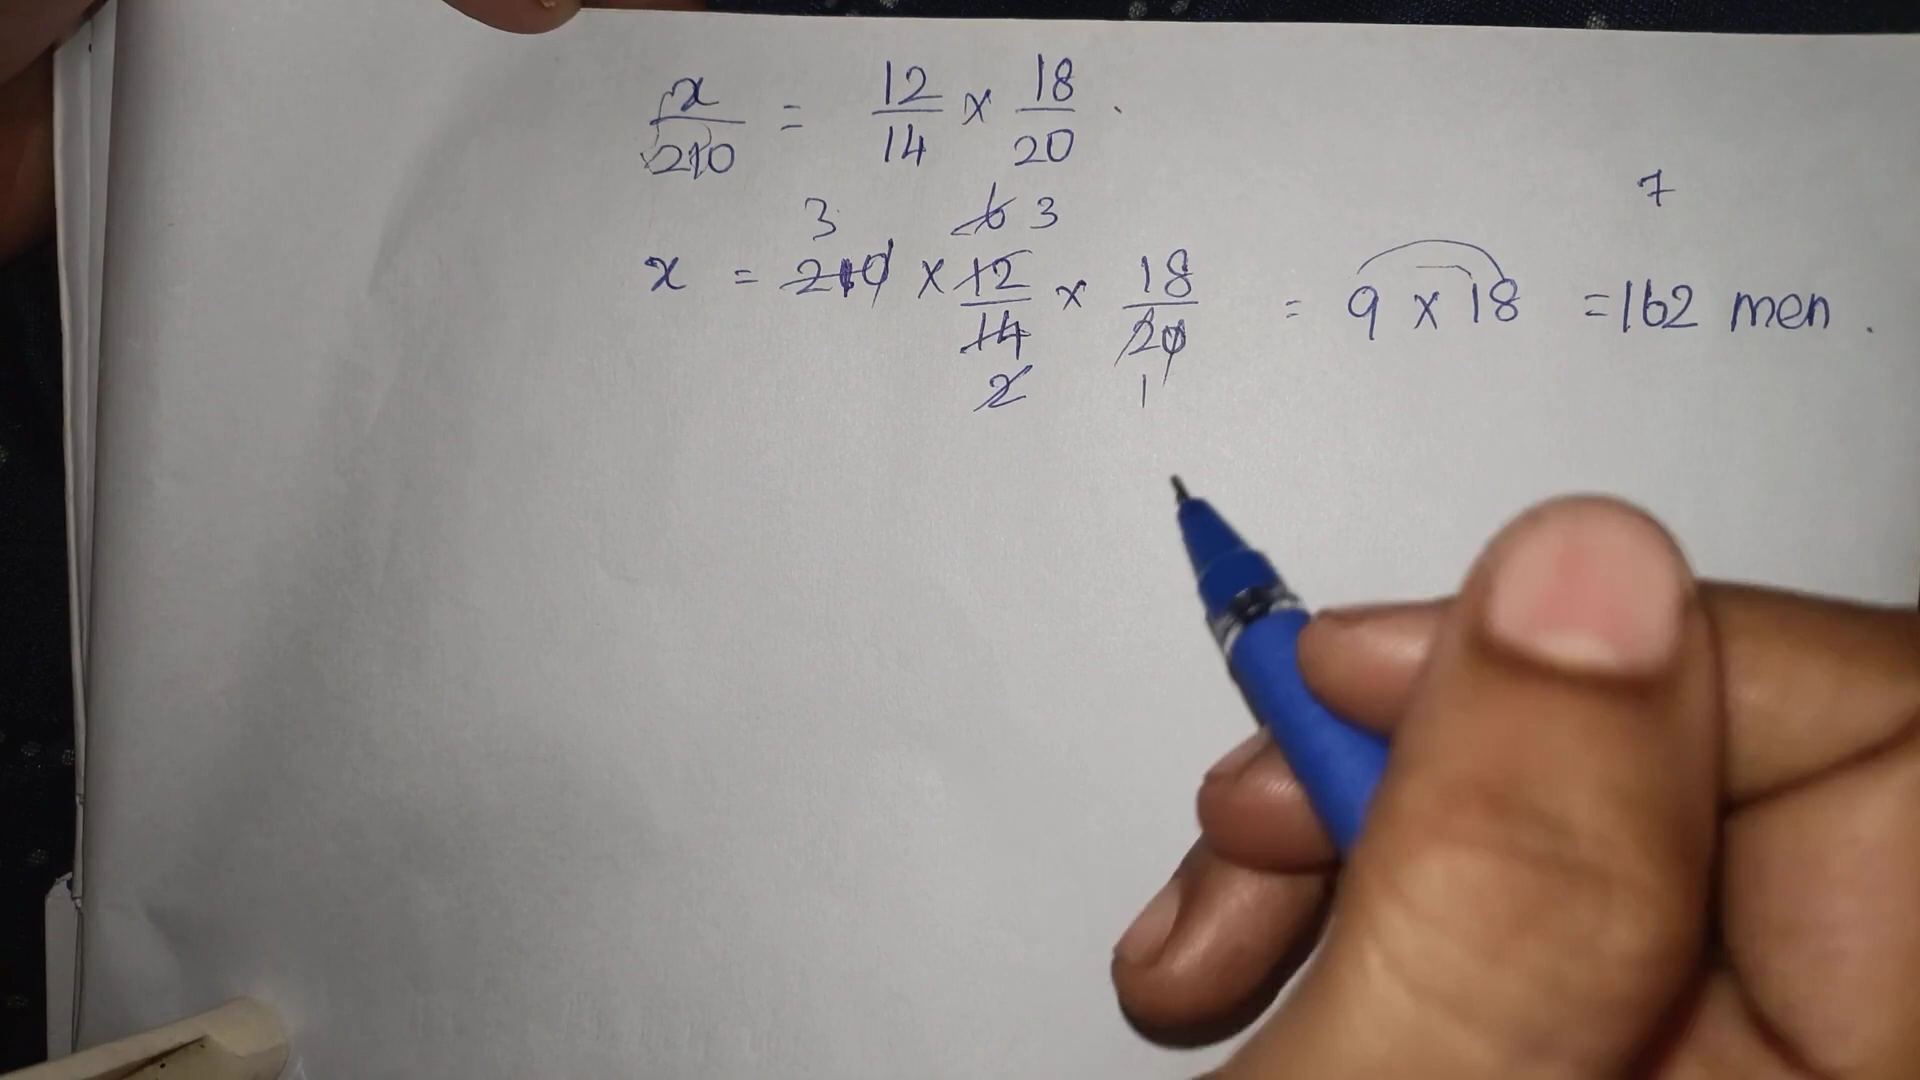 x/210 = 12/14 × 18/20 .
7
3 6 3
x = 210 × 12/14 × 18/20 = 9 × 18 = 162 men .
2 1